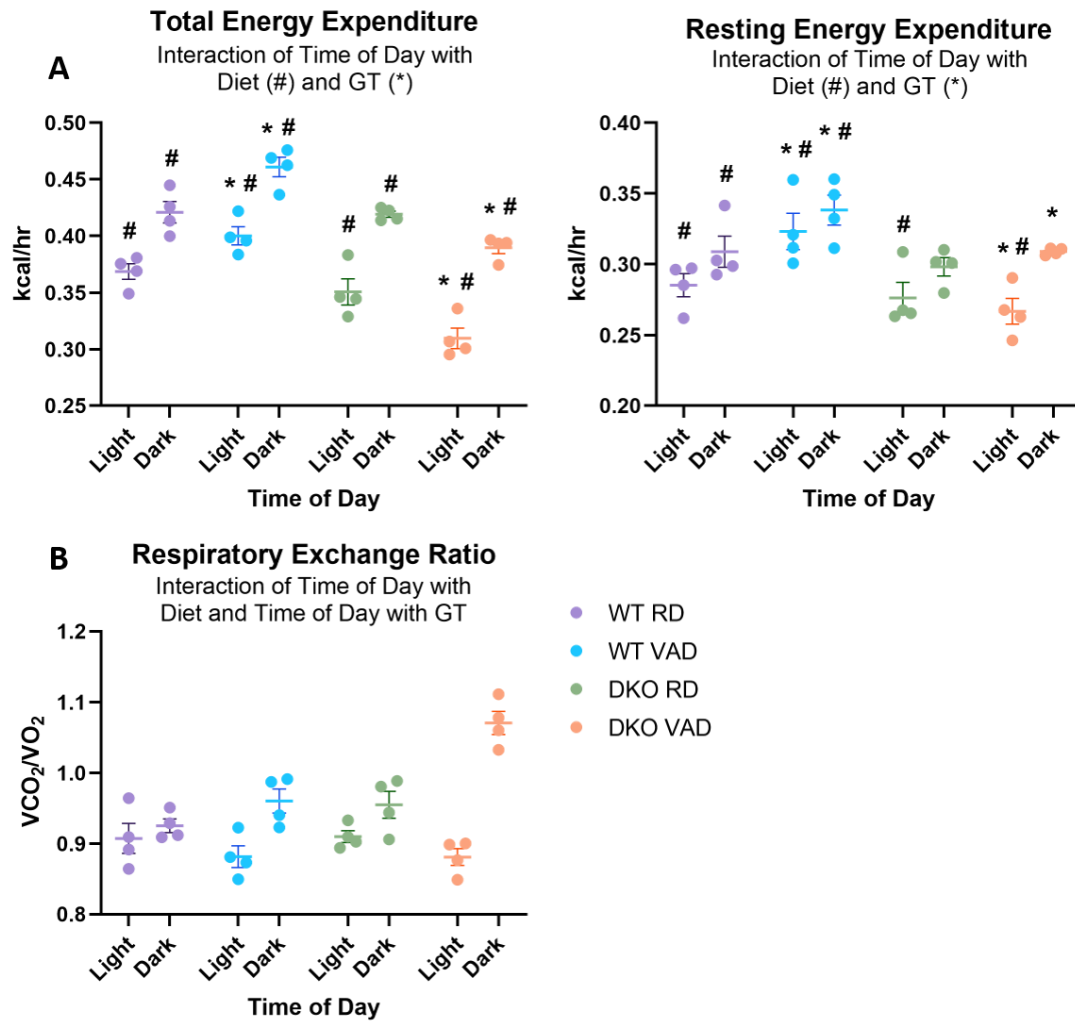 A
Total Energy Expenditure
Interaction of Time of Day with
Diet (#) and GT (*)
kcal/hr
0.50
0.45
0.40
0.35
0.30
0.25
#
#
* #
* #
#
#
* #
* #
Light
Dark
Light
Dark
Light
Dark
Light
Dark
Time of Day
Resting Energy Expenditure
Interaction of Time of Day with
Diet (#) and GT (*)
kcal/hr
0.40
0.35
0.30
0.25
0.20
#
#
* #
* #
#
* #
*
Light
Dark
Light
Dark
Light
Dark
Light
Dark
Time of Day
B
Respiratory Exchange Ratio
Interaction of Time of Day with
Diet and Time of Day with GT
VCO₂/VO₂
1.2
1.1
1.0
0.9
0.8
Light
Dark
Light
Dark
Light
Dark
Light
Dark
Time of Day
WT RD
WT VAD
DKO RD
DKO VAD